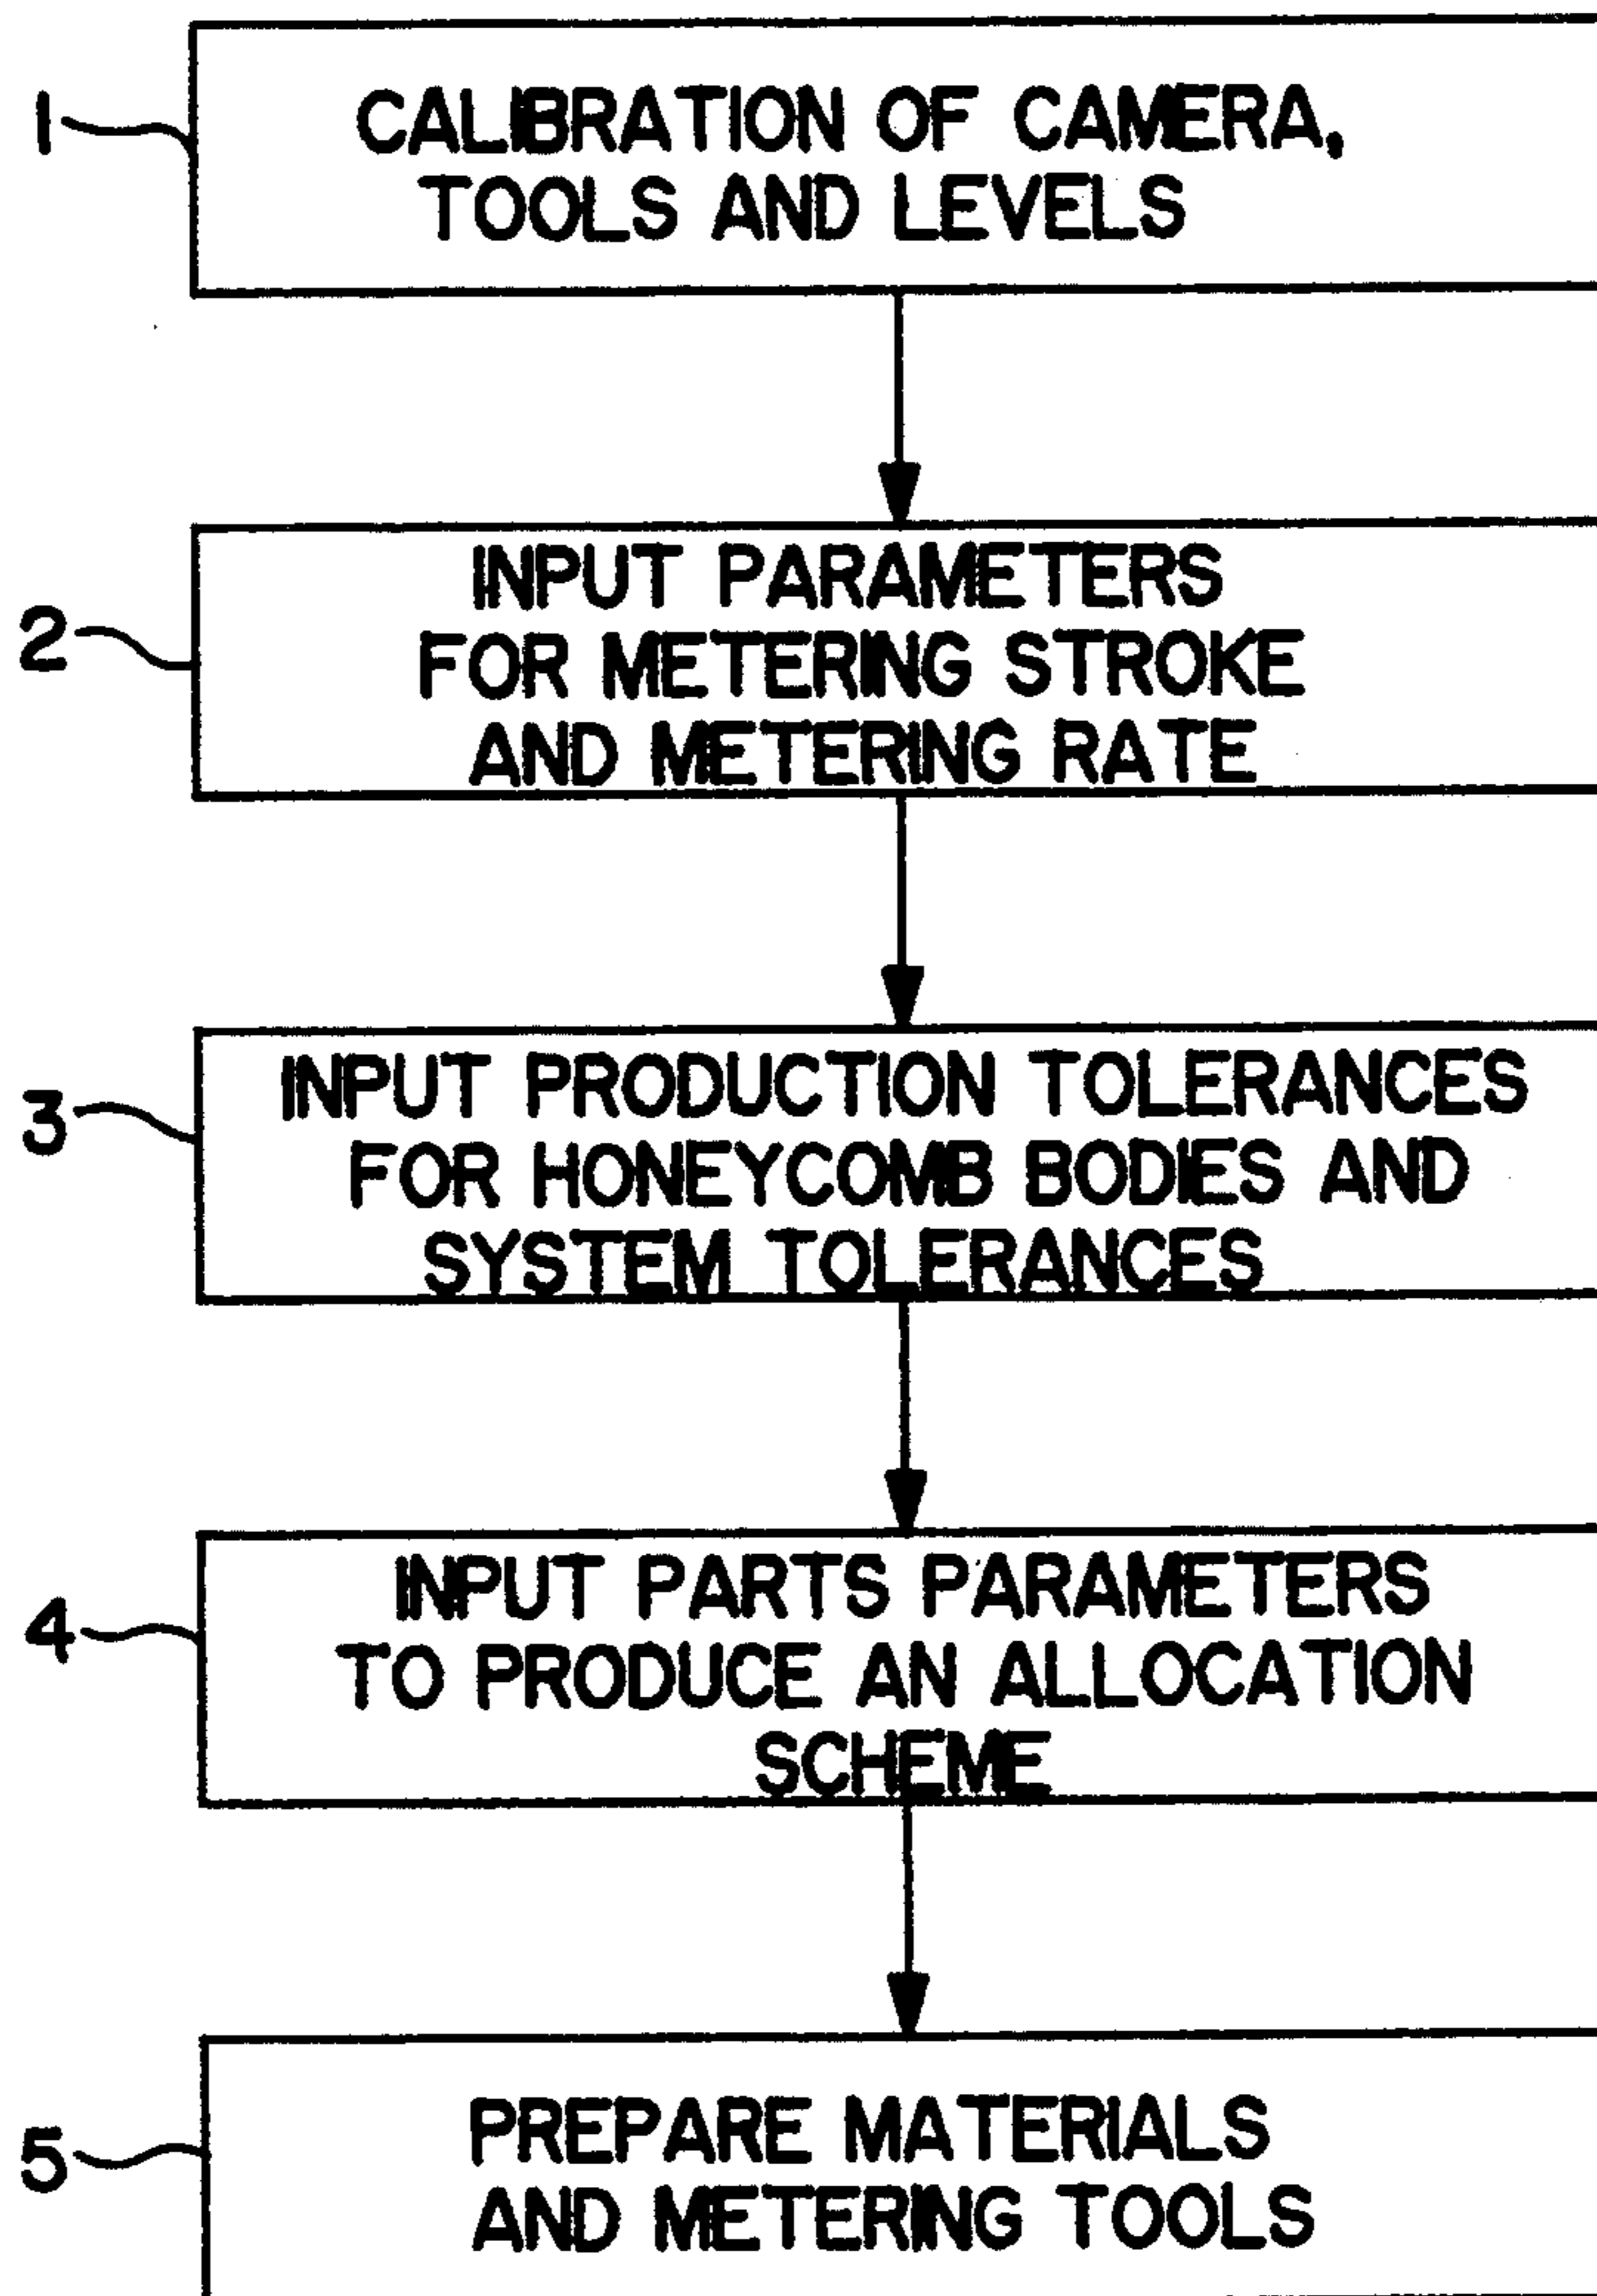 1
CALIBRATION OF CAMERA,
TOOLS AND LEVELS
2
INPUT PARAMETERS
FOR METERING STROKE
AND METERING RATE
3
INPUT PRODUCTION TOLERANCES
FOR HONEYCOMB BODIES AND
SYSTEM TOLERANCES
4
INPUT PARTS PARAMETERS
TO PRODUCE AN ALLOCATION
SCHEME
5
PREPARE MATERIALS
AND METERING TOOLS